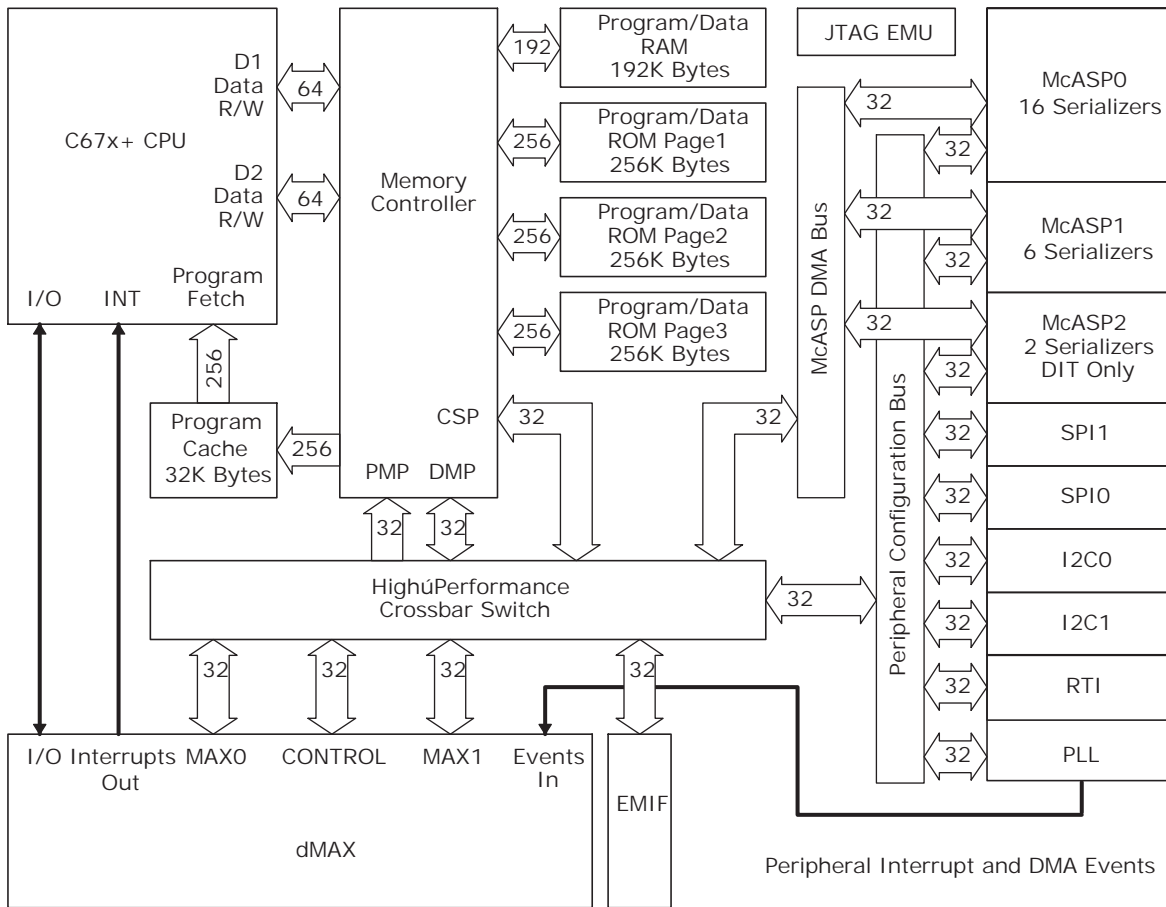 C67x+ CPU
D1
Data
R/W
D2
Data
R/W
Program
Fetch
I/O
INT
64
64
256
Program
Cache
32K Bytes
256
Memory
Controller
CSP
PMP
DMP
192
Program/Data
RAM
192K Bytes
256
Program/Data
ROM Page1
256K Bytes
256
Program/Data
ROM Page2
256K Bytes
256
Program/Data
ROM Page3
256K Bytes
32
32
32
32
JTAG EMU
McASP DMA Bus
Peripheral Configuration Bus
32
32
32
32
32
32
32
32
32
32
32
32
32
McASP0
16 Serializers
McASP1
6 Serializers
McASP2
2 Serializers
DIT Only
SPI1
SPI0
I2C0
I2C1
RTI
PLL
HighúPerformance
Crossbar Switch
32
32
32
32
32
I/O
Interrupts
Out
MAX0
CONTROL
MAX1
Events
In
dMAX
EMIF
Peripheral Interrupt and DMA Events